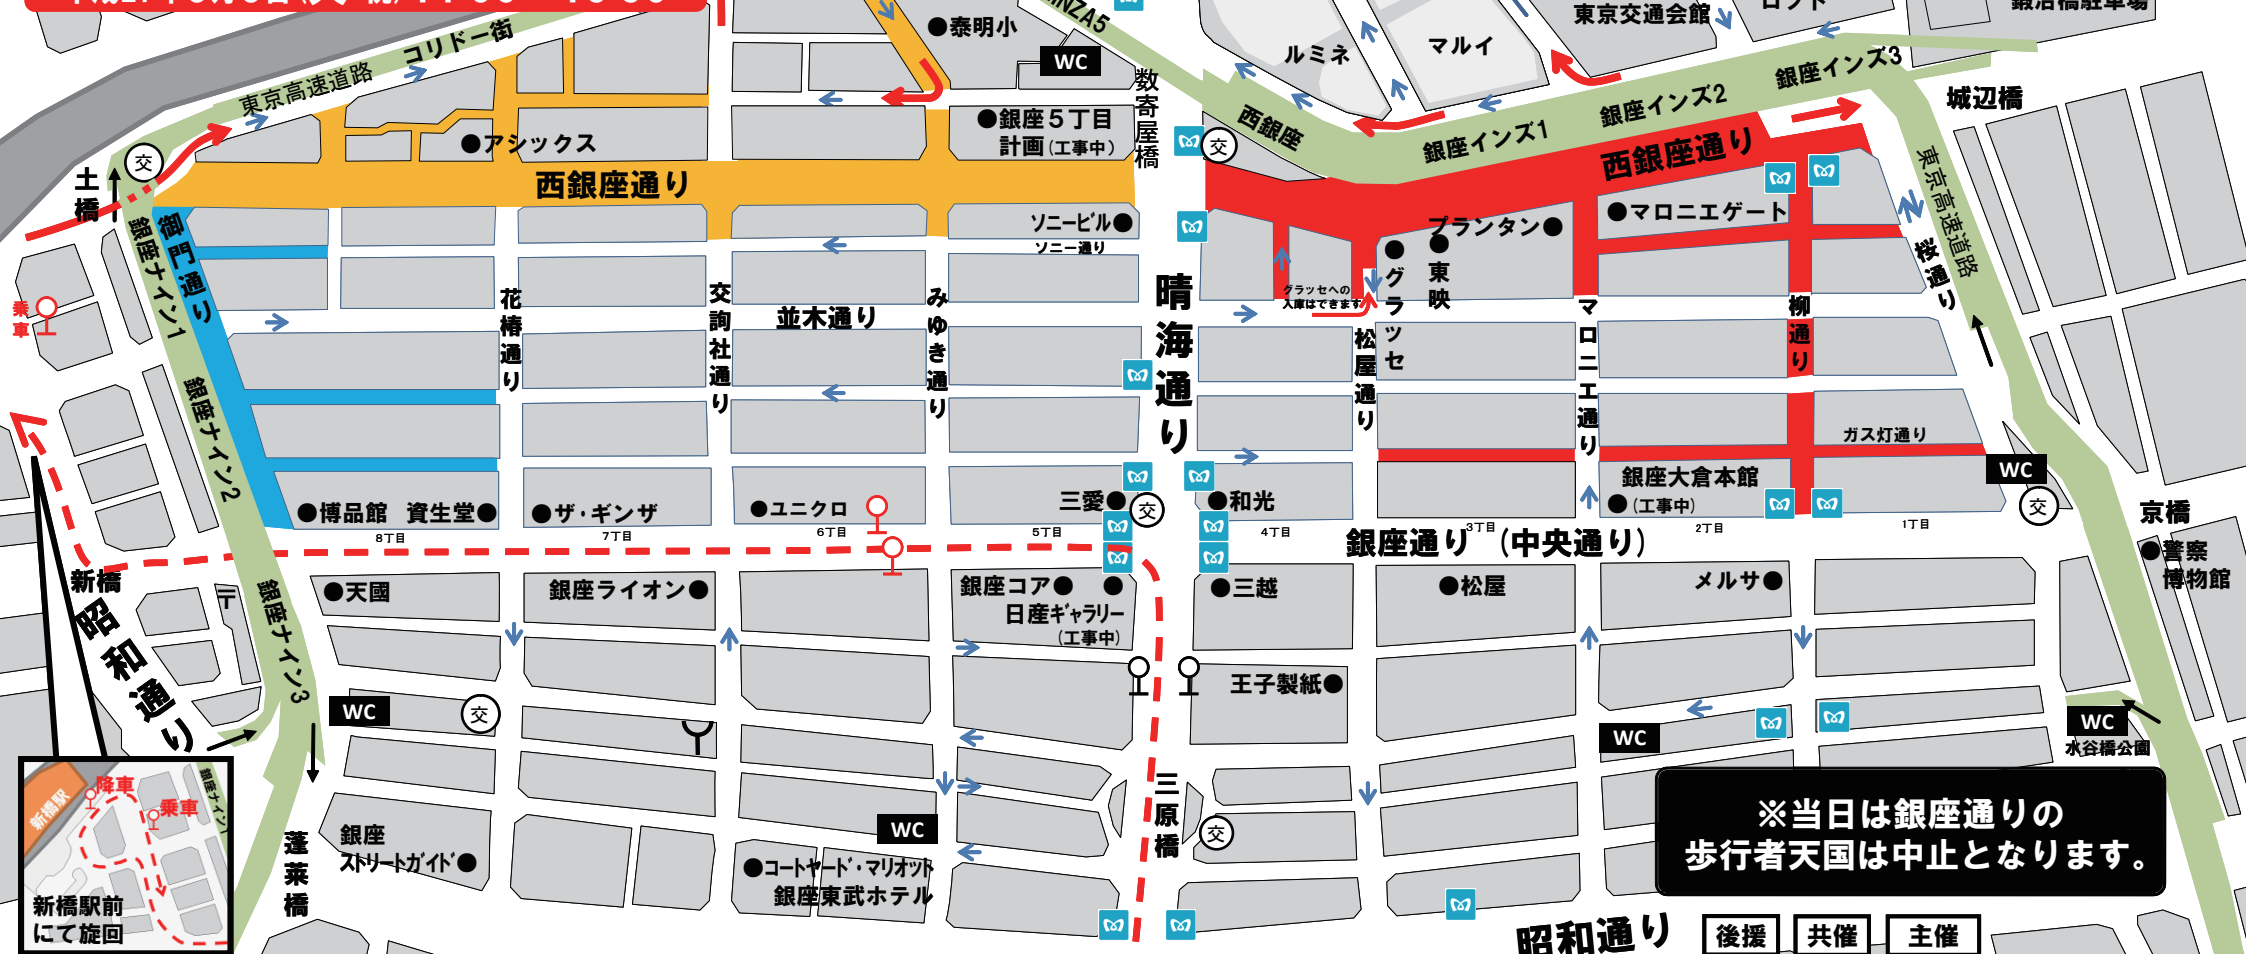 コリドー街
東京高速道路
泰明小
WC
INZA5
数寄屋橋
ルミネ
マルイ
東京交通会館
ロフト
鍛冶橋駐車場
銀座インズ3
銀座インズ2
銀座インズ1
西銀座
城辺橋
アシックス
銀座5丁目
計画(工事中)
交
交
土橋
西銀座通り
西銀座通り
東京高速道路
御門通り
銀座ナイン1
ソニービル
ソニー通り
プランタン
マロニエゲート
グラッセ
東映
桜通り
グラッセへの
入庫はできます
乗車
花椿通り
交詢社通り
並木通り
みゆき通り
晴海通り
松屋通り
マロニエ通り
柳通り
ガス灯通り
銀座ナイン2
博品館
資生堂
ザ・ギンザ
ユニクロ
三愛
交
和光
銀座大倉本館
(工事中)
WC
交
京橋
警察
博物館
8丁目
7丁目
6丁目
5丁目
4丁目
3丁目
2丁目
1丁目
銀座通り (中央通り)
新橋
昭和通り
〒
銀座ナイン3
天國
銀座ライオン
銀座コア
日産ギャラリー
(工事中)
三越
松屋
メルサ
王子製紙
WC
交
WC
WC
水谷橋公園
三原橋
交
WC
蓬莱橋
銀座
ストリートガイド
コートヤード・マリオット
銀座東武ホテル
新橋駅
降車
乗車
銀座ナイン1
新橋駅前
にて旋回
※当日は銀座通りの
歩行者天国は中止となります。
昭和通り
後援
共催
主催